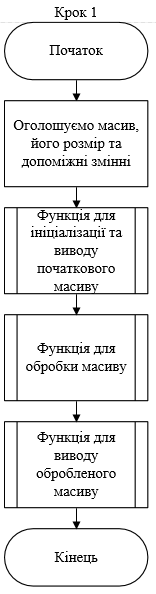 Крок 1
Початок
Оголошуємо масив,
його розмір та
допоміжні змінні
Функція для
ініціалізації та
виводу
початкового
масиву
Функція для
обробки масиву
Функція для
виводу
обробленого
масиву
Кінець